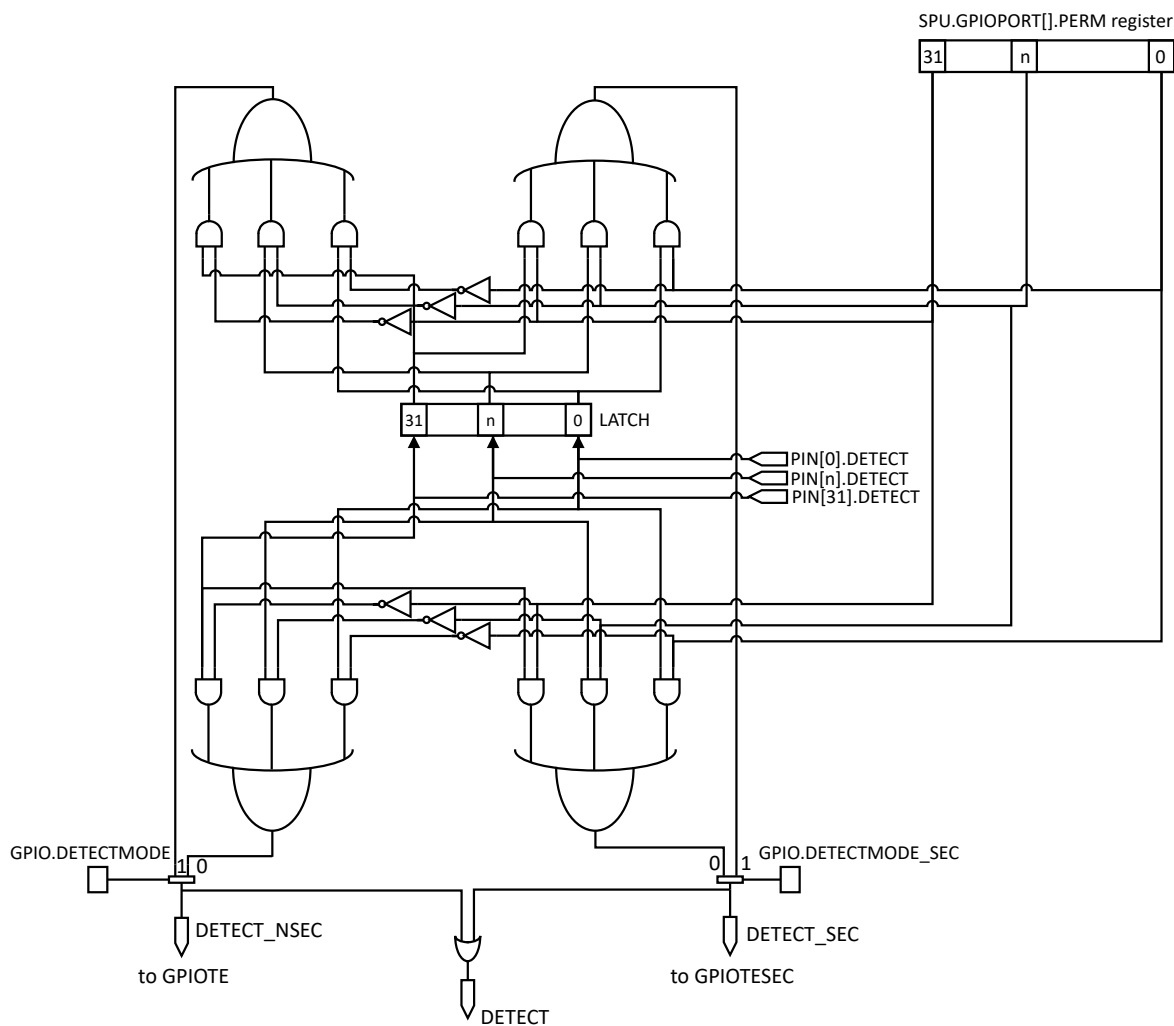 SPU.GPIOPORT[].PERM register
31 n 0
31 n 0 LATCH
PIN[0].DETECT
PIN[n].DETECT
PIN[31].DETECT
GPIO.DETECTMODE 1 0
0 1 GPIO.DETECTMODE_SEC
DETECT_NSEC
DETECT_SEC
to GPIOTE
to GPIOTESEC
DETECT